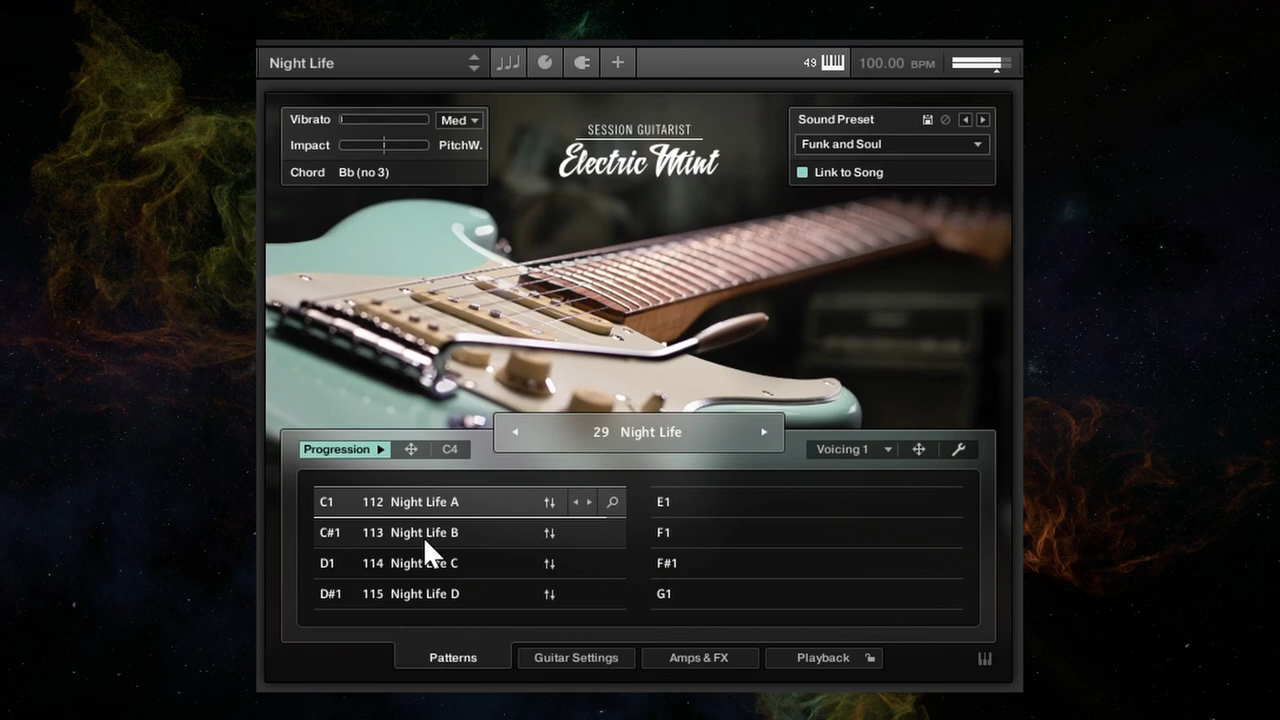 Night Life
49
100.00 BPM
Vibrato Med
Impact PitchW.
Chord Bb (no 3)
SESSION GUITARIST
Electric Mint
Sound Preset
Funk and Soul
Link to Song
29 Night Life
Progression C4
Voicing 1
C1 112 Night Life A
C#1 113 Night Life B
D1 114 Night Life C
D#1 115 Night Life D
E1
F1
F#1
G1
Patterns
Guitar Settings
Amps & FX
Playback